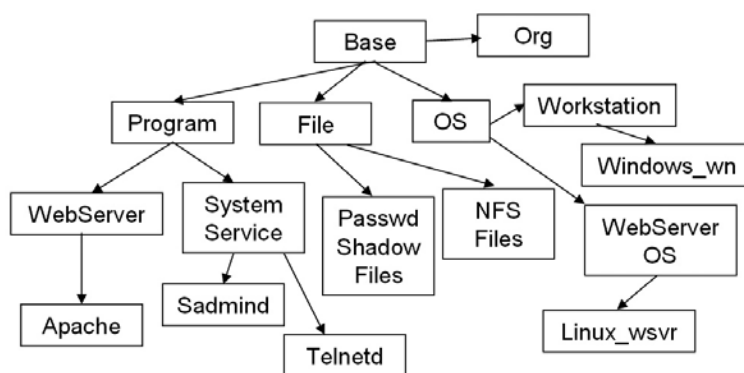 Base
Org
Program
File
OS
Workstation
Windows_wn
WebServer
System
Service
Passwd
Shadow
Files
NFS
Files
WebServer
OS
Apache
Sadmind
Telnetd
Linux_wsvr